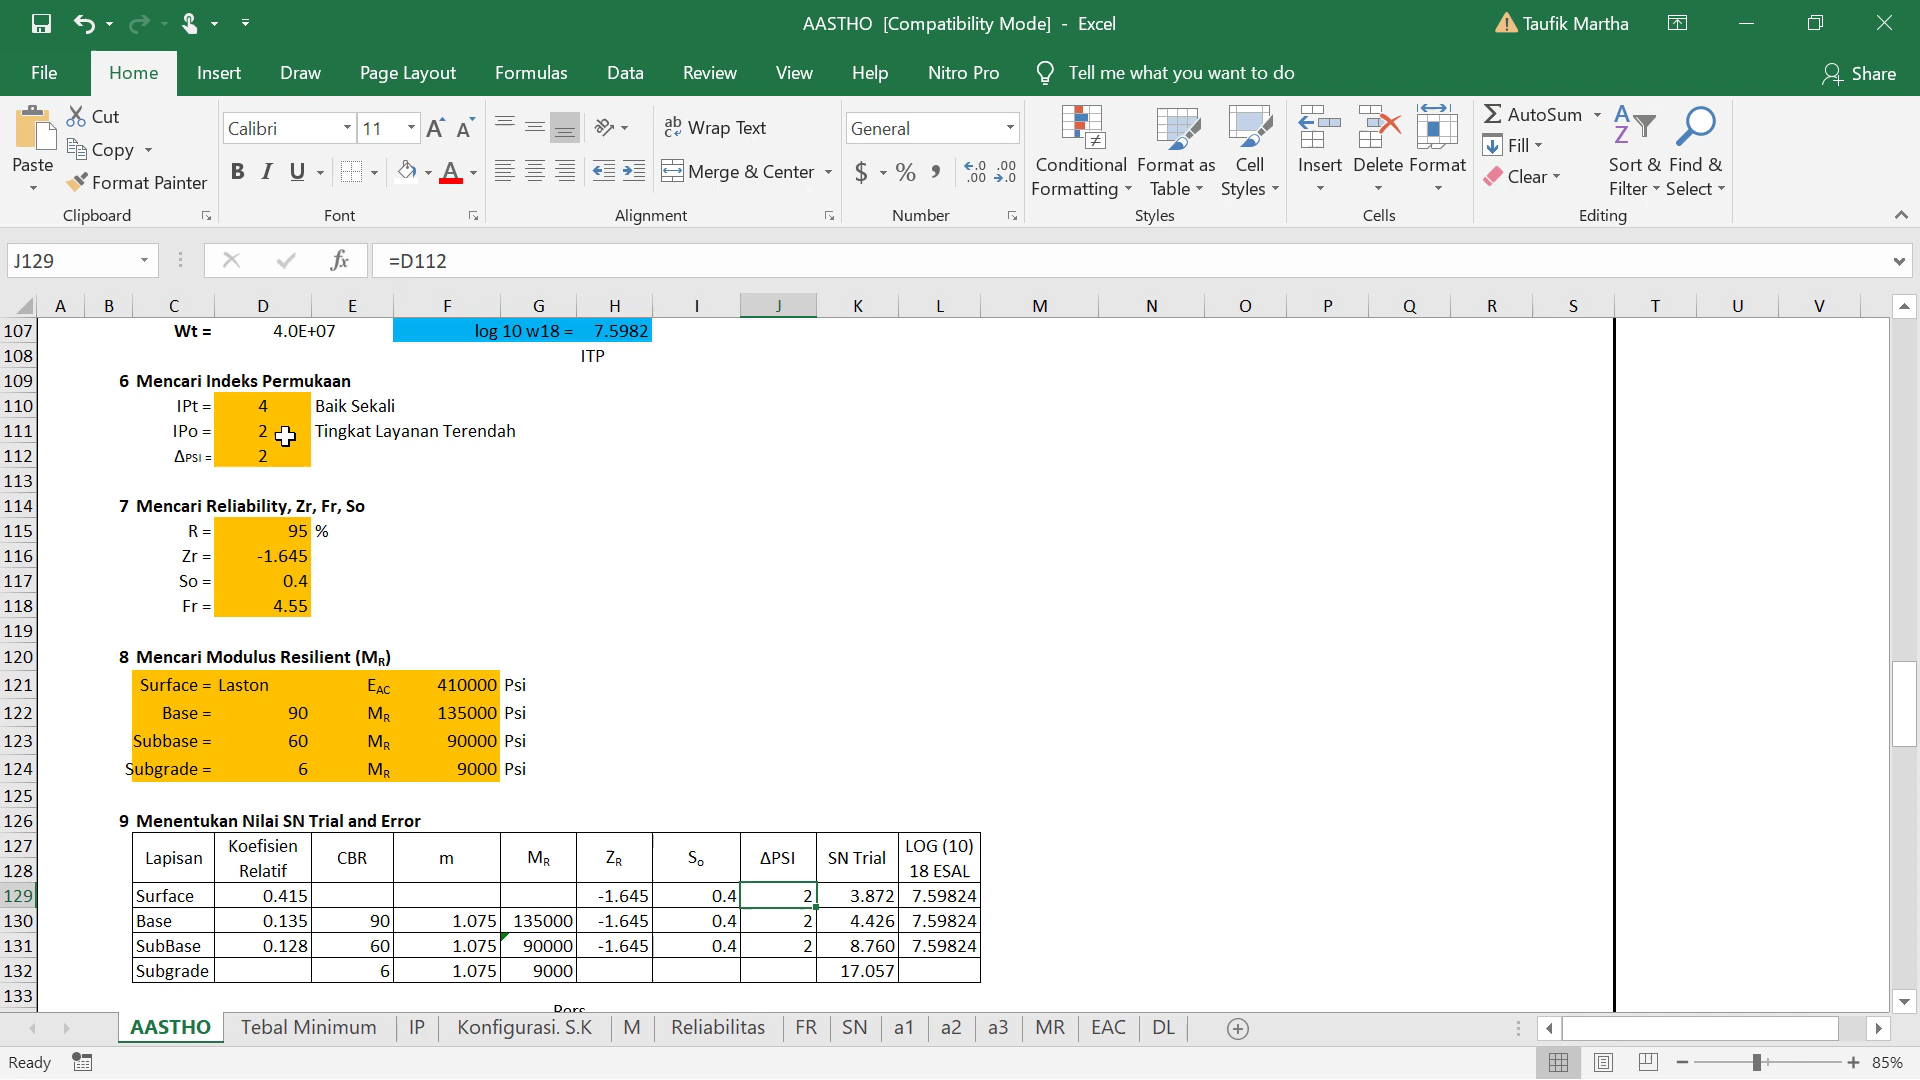 AASTHO [Compatibility Mode] - Excel
Taufik Martha
File Home Insert Draw Page Layout Formulas Data Review View Help Nitro Pro Tell me what you want to do Share
Paste Cut Copy Format Painter
Calibri 11
B I U A
ab Wrap Text
Merge & Center
General
$ %
Conditional Formatting Format as Table Cell Styles
Insert Delete Format
AutoSum Fill Clear
Sort & Filter Find & Select
Clipboard Font Alignment Number Styles Cells Editing
J129 fx =D112
A B C D E F G H I J K L M N O P Q R S T U V
107 Wt = 4.0E+07 log 10 w18 = 7.5982
108 ITP
109 6 Mencari Indeks Permukaan
110 IPt = 4 Baik Sekali
111 IPo = 2 Tingkat Layanan Terendah
112 ΔPSI = 2
113
114 7 Mencari Reliability, Zr, Fr, So
115 R = 95 %
116 Zr = -1.645
117 So = 0.4
118 Fr = 4.55
119
120 8 Mencari Modulus Resilient (MR)
121 Surface = Laston EAC 410000 Psi
122 Base = 90 MR 135000 Psi
123 Subbase = 60 MR 90000 Psi
124 Subgrade = 6 MR 9000 Psi
125
126 9 Menentukan Nilai SN Trial and Error
127 Lapisan Koefisien CBR m MR ZR So ΔPSI SN Trial LOG (10)
128 Relatif 18 ESAL
129 Surface 0.415 -1.645 0.4 2 3.872 7.59824
130 Base 0.135 90 1.075 135000 -1.645 0.4 2 4.426 7.59824
131 SubBase 0.128 60 1.075 90000 -1.645 0.4 2 8.760 7.59824
132 Subgrade 6 1.075 9000 17.057
133
AASTHO Tebal Minimum IP Konfigurasi. S.K M Reliabilitas FR SN a1 a2 a3 MR EAC DL
Ready 85%